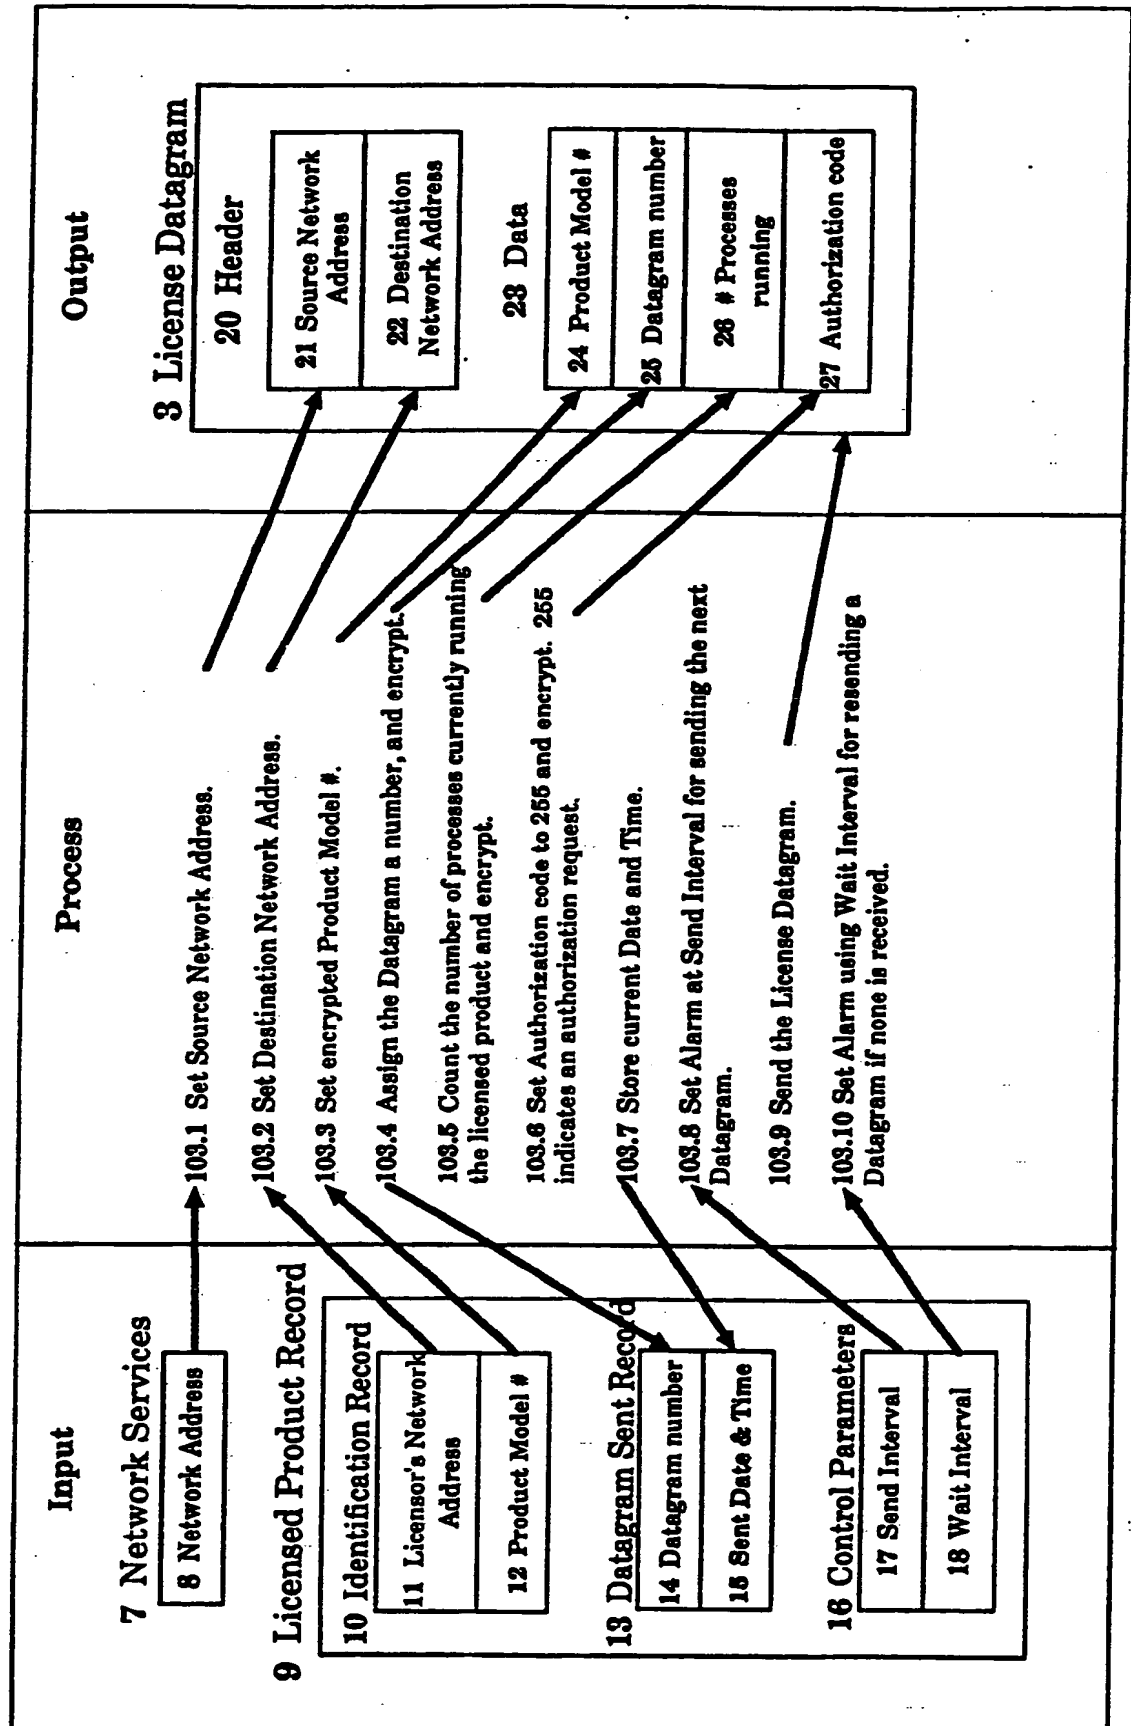 Input
7 Network Services
8 Network Address
9 Licensed Product Record
10 Identification Record
11 Licensor's Network
Address
12 Product Model #
13 Datagram Sent Record
14 Datagram number
15 Sent Date & Time
16 Control Parameters
17 Send Interval
18 Wait Interval
Process
103.1 Set Source Network Address.
103.2 Set Destination Network Address.
103.3 Set encrypted Product Model #.
103.4 Assign the Datagram a number, and encrypt.
103.5 Count the number of processes currently running
the licensed product and encrypt.
103.6 Set Authorization code to 255 and encrypt. 255
indicates an authorization request.
103.7 Store current Date and Time.
103.8 Set Alarm at Send Interval for sending the next
Datagram.
103.9 Send the License Datagram.
103.10 Set Alarm using Wait Interval for resending a
Datagram if none is received.
Output
3 License Datagram
20 Header
21 Source Network
Address
22 Destination
Network Address
23 Data
24 Product Model #
25 Datagram number
26 # Processes
running
27 Authorization code